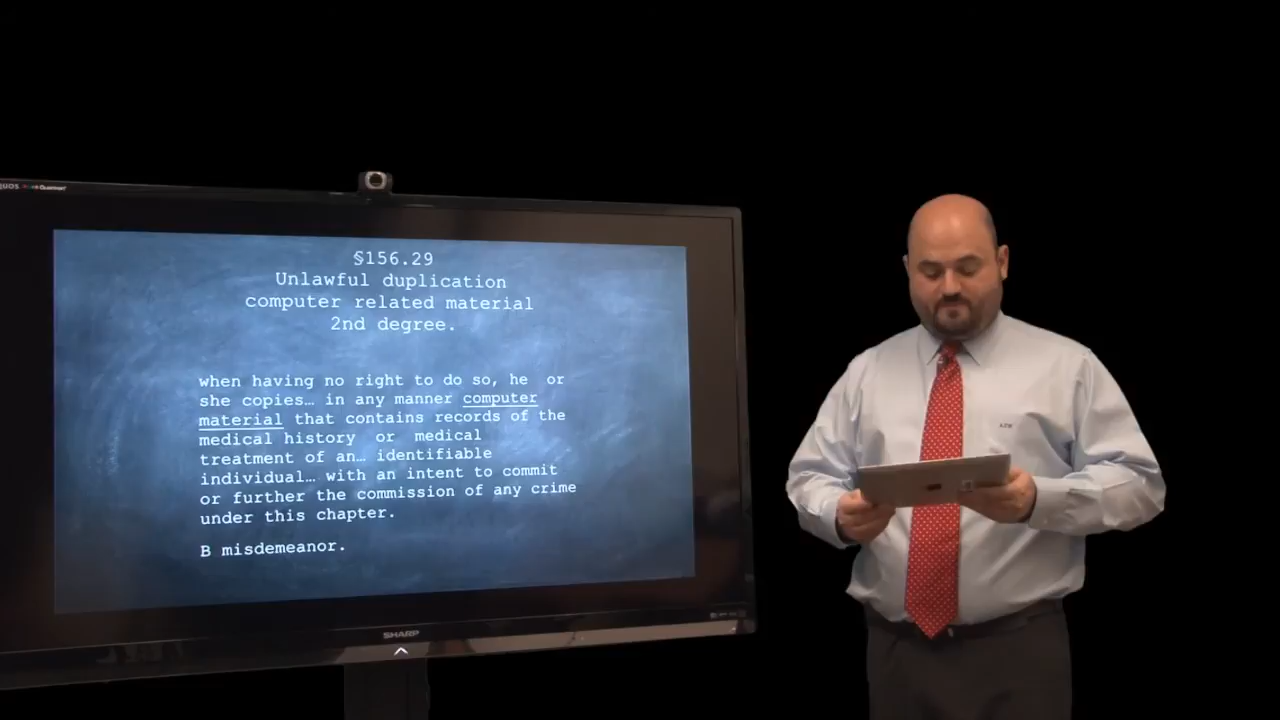 §156.29
Unlawful duplication
computer related material
2nd degree.
when having no right to do so, he or
she copies… in any manner computer
material that contains records of the
medical history or medical
treatment of an… identifiable
individual… with an intent to commit
or further the commission of any crime
under this chapter.
B misdemeanor.
SHARP